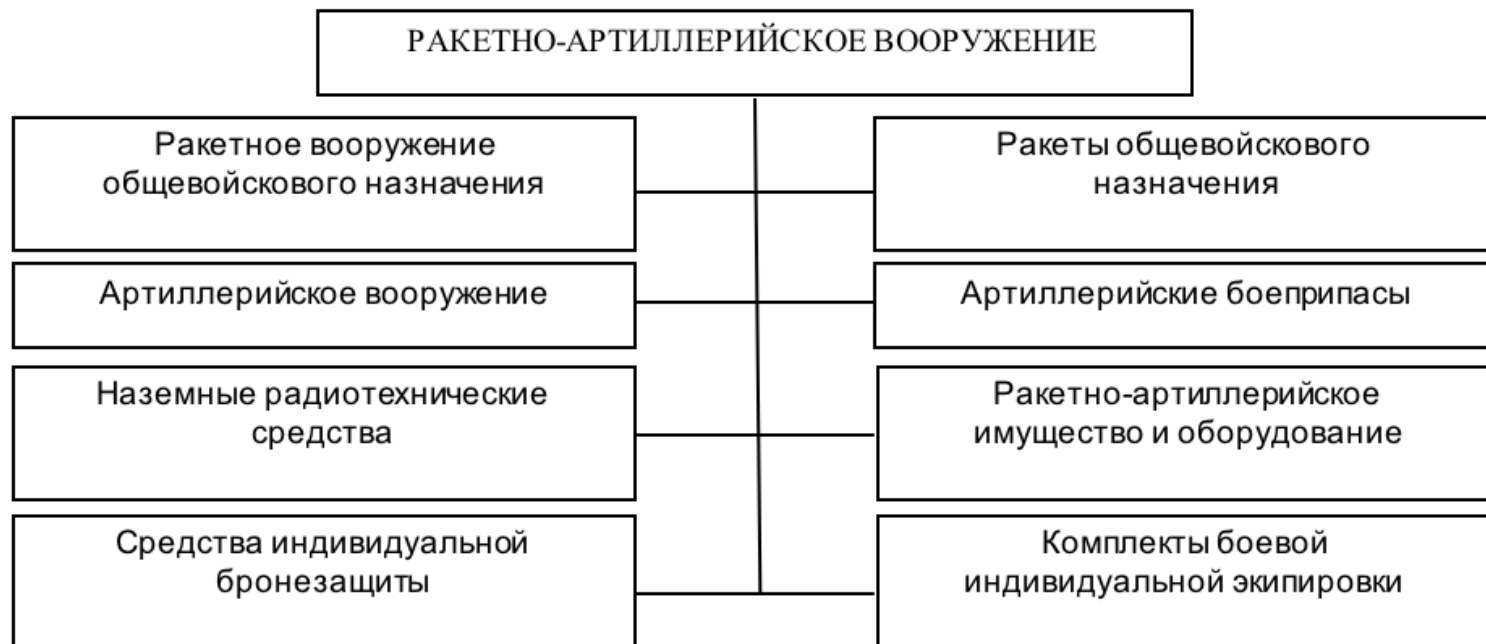 РАКЕТНО-АРТИЛЛЕРИЙСКОЕ ВООРУЖЕНИЕ
Ракетное вооружение
общевойскового назначения
Ракеты общевойскового
назначения
Артиллерийское вооружение
Артиллерийские боеприпасы
Наземные радиотехнические
средства
Ракетно-артиллерийское
имущество и оборудование
Средства индивидуальной
бронезащиты
Комплекты боевой
индивидуальной экипировки